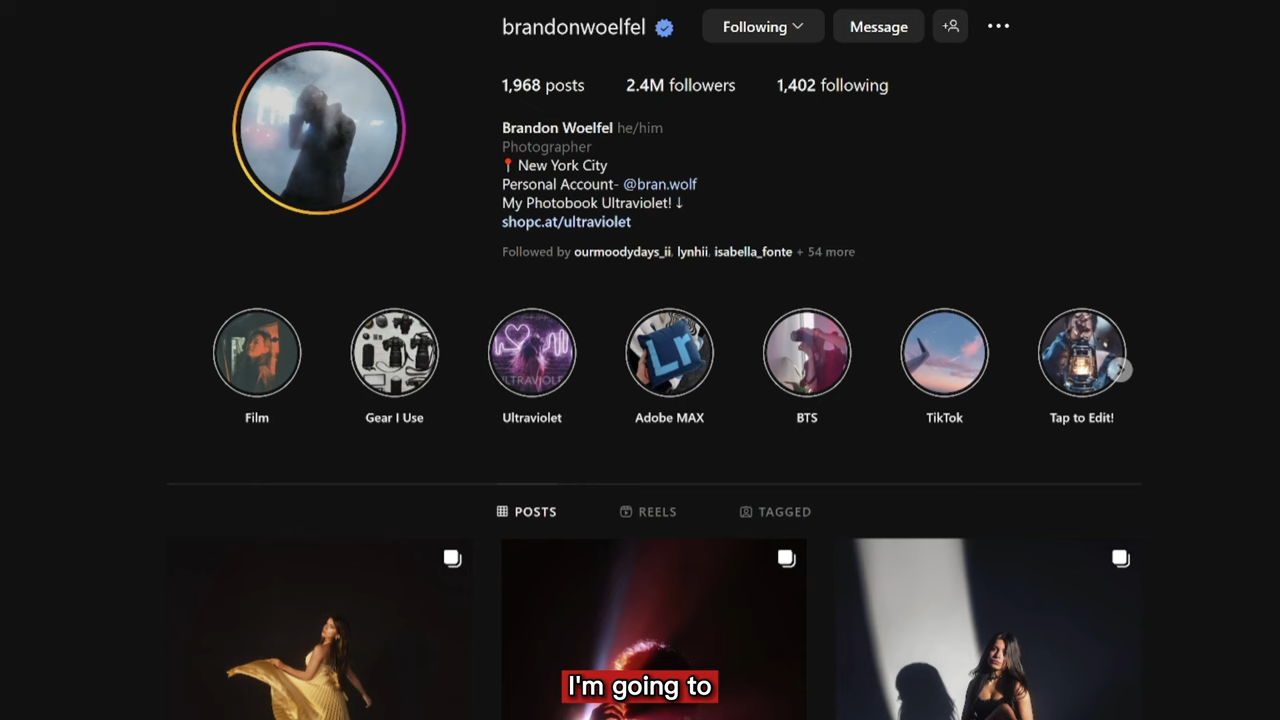 brandonwoelfel Following Message
1,968 posts 2.4M followers 1,402 following
Brandon Woelfel he/him
Photographer
📍 New York City
Personal Account- @bran.wolf
My Photobook Ultraviolet! ↓
shopc.at/ultraviolet
Followed by ourmoodydays_ii, lynhii, isabella_fonte + 54 more
Lr
ULTRAVIOLET
Film Gear I Use Ultraviolet Adobe MAX BTS TikTok Tap to Edit!
POSTS REELS TAGGED
I'm going to